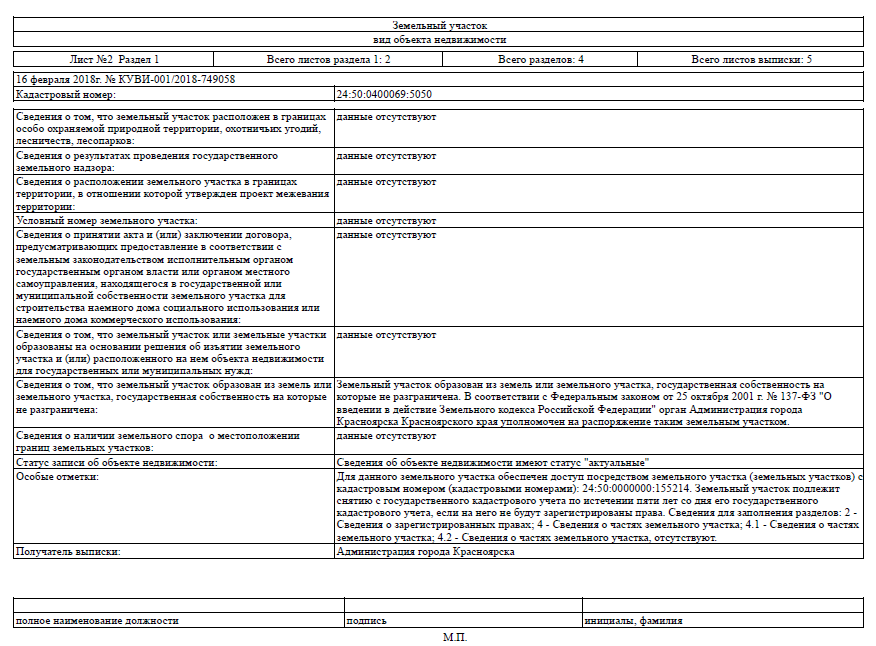 Земельный участок
вид объекта недвижимости
Лист №2 Раздел 1
Всего листов раздела 1: 2
Всего разделов: 4
Всего листов выписки: 5
16 февраля 2018г. № КУВИ-001/2018-749058
Кадастровый номер:
24:50:0400069:5050
Сведения о том, что земельный участок расположен в границах
особо охраняемой природной территории, охотничьих угодий,
лесничеств, лесопарков:
данные отсутствуют
Сведения о результатах проведения государственного
земельного надзора:
данные отсутствуют
Сведения о расположении земельного участка в границах
территории, в отношении которой утвержден проект межевания
территории:
данные отсутствуют
Условный номер земельного участка:
данные отсутствуют
Сведения о принятии акта и (или) заключении договора,
предусматривающих предоставление в соответствии с
земельным законодательством исполнительным органом
государственным органом власти или органом местного
самоуправления, находящегося в государственной или
муниципальной собственности земельного участка для
строительства наемного дома социального использования или
наемного дома коммерческого использования:
данные отсутствуют
Сведения о том, что земельный участок или земельные участки
образованы на основании решения об изъятии земельного
участка и (или) расположенного на нем объекта недвижимости
для государственных или муниципальных нужд:
данные отсутствуют
Сведения о том, что земельный участок образован из земель или
земельного участка, государственная собственность на которые
не разграничена:
Земельный участок образован из земель или земельного участка, государственная собственность на
которые не разграничена. В соответствии с Федеральным законом от 25 октября 2001 г. № 137-ФЗ "О
введении в действие Земельного кодекса Российской Федерации" орган Администрация города
Красноярска Красноярского края уполномочен на распоряжение таким земельным участком.
Сведения о наличии земельного спора о местоположении
границ земельных участков:
данные отсутствуют
Статус записи об объекте недвижимости:
Сведения об объекте недвижимости имеют статус "актуальные"
Особые отметки:
Для данного земельного участка обеспечен доступ посредством земельного участка (земельных участков) с
кадастровым номером (кадастровыми номерами): 24:50:0000000:155214. Земельный участок подлежит
снятию с государственного кадастрового учета по истечении пяти лет со дня его государственного
кадастрового учета, если на него не будут зарегистрированы права. Сведения для заполнения разделов: 2 -
Сведения о зарегистрированных правах; 4 - Сведения о частях земельного участка; 4.1 - Сведения о частях
земельного участка; 4.2 - Сведения о частях земельного участка, отсутствуют.
Получатель выписки:
Администрация города Красноярска
полное наименование должности
подпись
инициалы, фамилия
М.П.